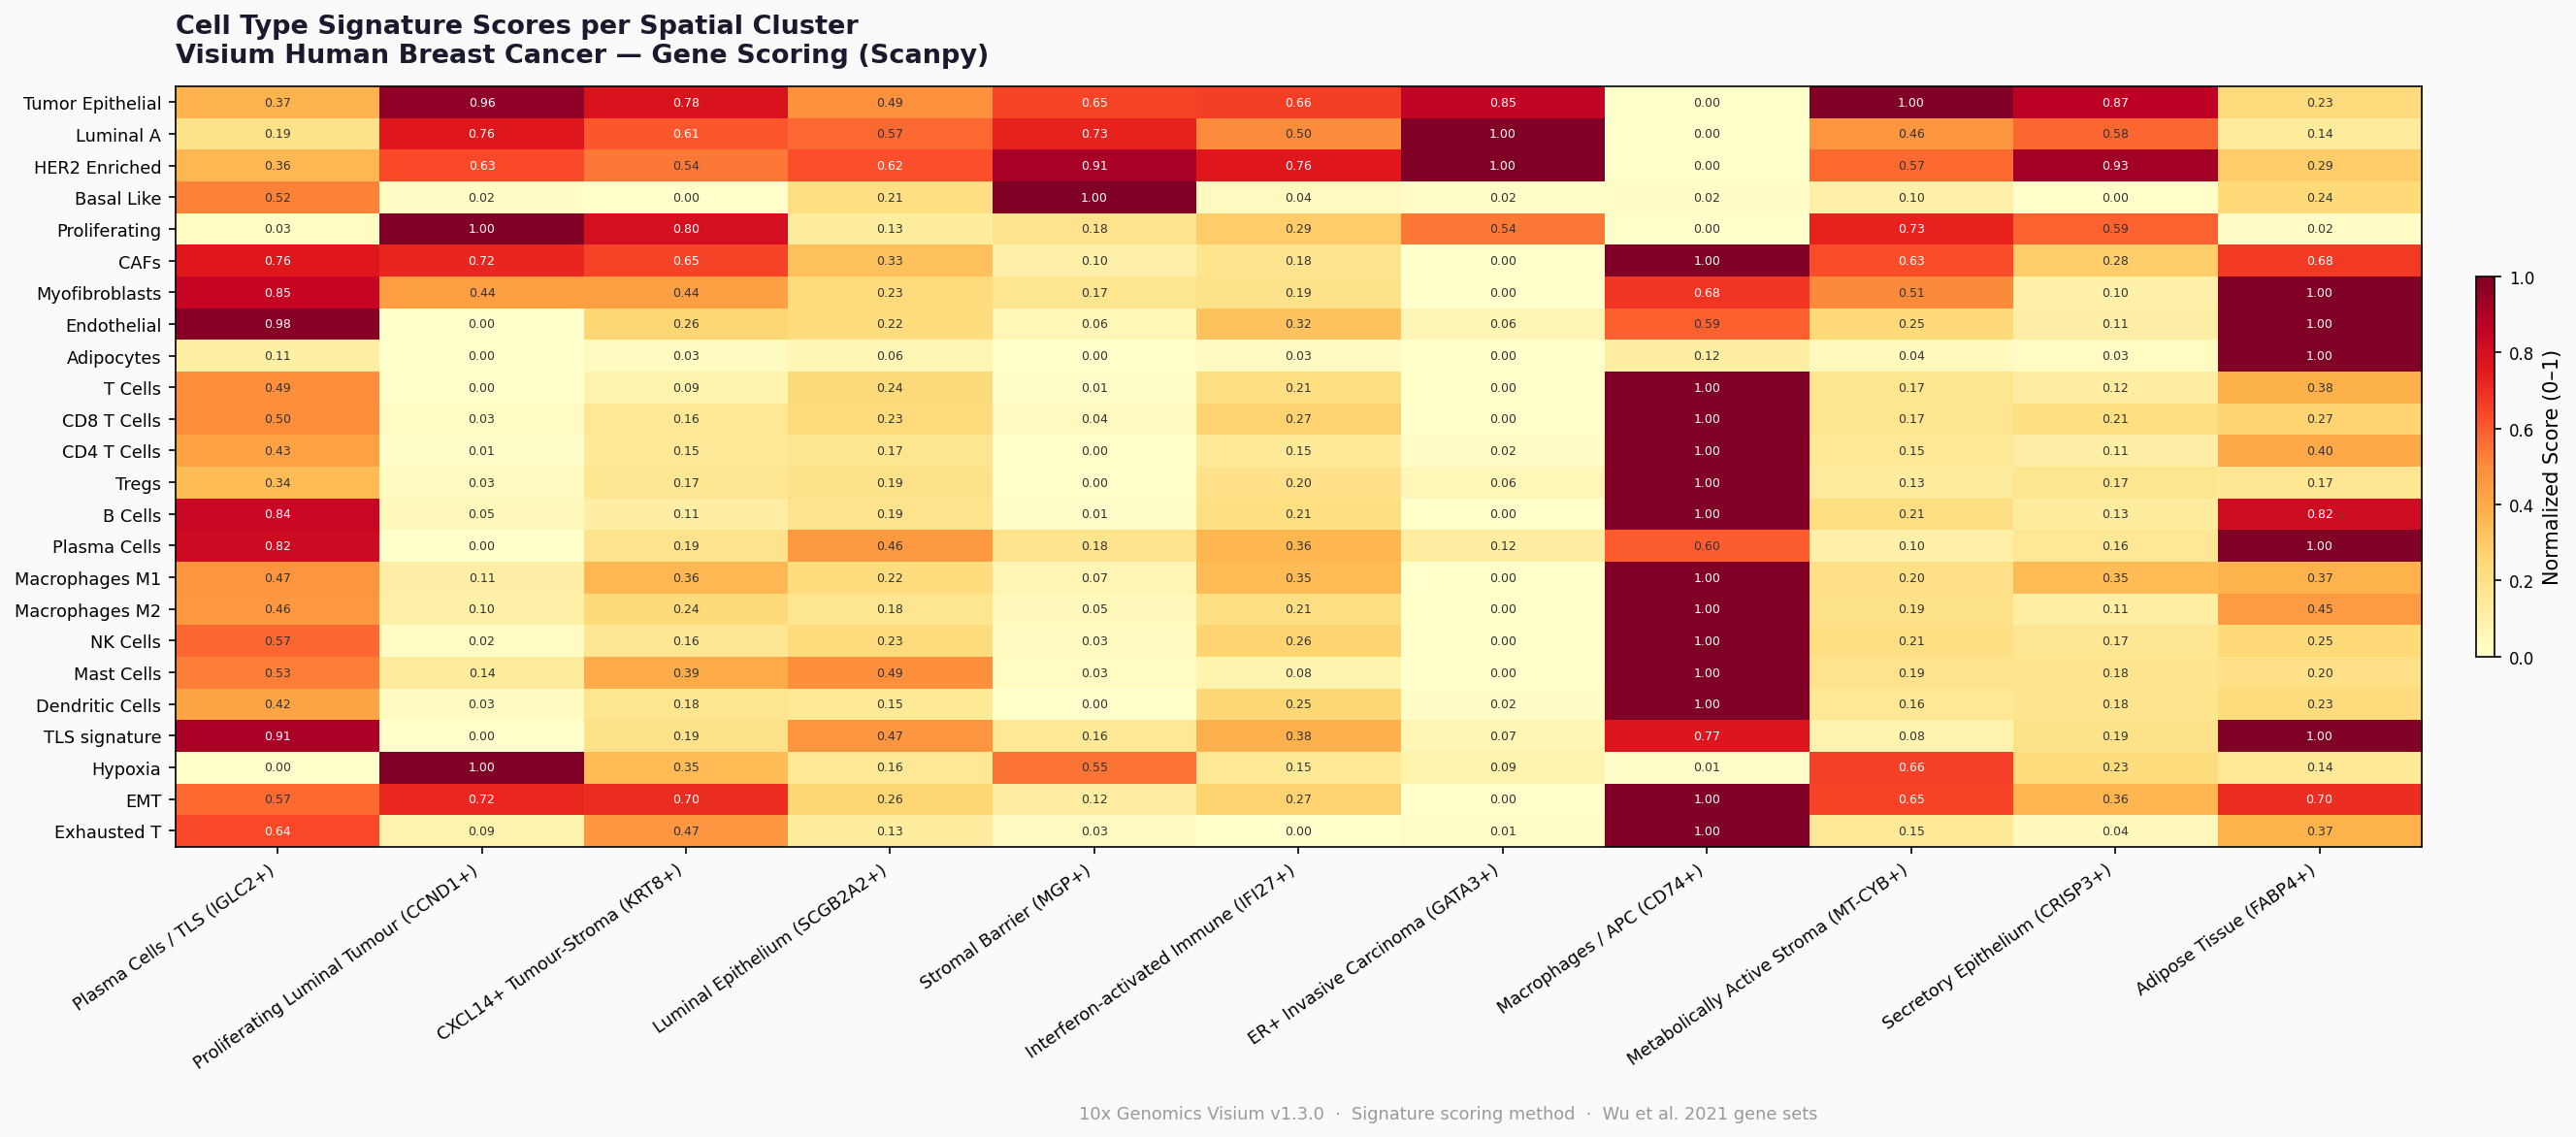 Cell Type Signature Scores per Spatial Cluster
Visium Human Breast Cancer — Gene Scoring (Scanpy)
Tumor Epithelial 0.37 0.96 0.78 0.49 0.65 0.66 0.85 0.00 1.00 0.87 0.23
Luminal A 0.19 0.76 0.61 0.57 0.73 0.50 1.00 0.00 0.46 0.58 0.14
HER2 Enriched 0.36 0.63 0.54 0.62 0.91 0.76 1.00 0.00 0.57 0.93 0.29
Basal Like 0.52 0.02 0.00 0.21 1.00 0.04 0.02 0.02 0.10 0.00 0.24
Proliferating 0.03 1.00 0.80 0.13 0.18 0.29 0.54 0.00 0.73 0.59 0.02
CAFs 0.76 0.72 0.65 0.33 0.10 0.18 0.00 1.00 0.63 0.28 0.68
Myofibroblasts 0.85 0.44 0.44 0.23 0.17 0.19 0.00 0.68 0.51 0.10 1.00
Endothelial 0.98 0.00 0.26 0.22 0.06 0.32 0.06 0.59 0.25 0.11 1.00
Adipocytes 0.11 0.00 0.03 0.06 0.00 0.03 0.00 0.12 0.04 0.03 1.00
T Cells 0.49 0.00 0.09 0.24 0.01 0.21 0.00 1.00 0.17 0.12 0.38
CD8 T Cells 0.50 0.03 0.16 0.23 0.04 0.27 0.00 1.00 0.17 0.21 0.27
CD4 T Cells 0.43 0.01 0.15 0.17 0.00 0.15 0.02 1.00 0.15 0.11 0.40
Tregs 0.34 0.03 0.17 0.19 0.00 0.20 0.06 1.00 0.13 0.17 0.17
B Cells 0.84 0.05 0.11 0.19 0.01 0.21 0.00 1.00 0.21 0.13 0.82
Plasma Cells 0.82 0.00 0.19 0.46 0.18 0.36 0.12 0.60 0.10 0.16 1.00
Macrophages M1 0.47 0.11 0.36 0.22 0.07 0.35 0.00 1.00 0.20 0.35 0.37
Macrophages M2 0.46 0.10 0.24 0.18 0.05 0.21 0.00 1.00 0.19 0.11 0.45
NK Cells 0.57 0.02 0.16 0.23 0.03 0.26 0.00 1.00 0.21 0.17 0.25
Mast Cells 0.53 0.14 0.39 0.49 0.03 0.08 0.00 1.00 0.19 0.18 0.20
Dendritic Cells 0.42 0.03 0.18 0.15 0.00 0.25 0.02 1.00 0.16 0.18 0.23
TLS signature 0.91 0.00 0.19 0.47 0.16 0.38 0.07 0.77 0.08 0.19 1.00
Hypoxia 0.00 1.00 0.35 0.16 0.55 0.15 0.09 0.01 0.66 0.23 0.14
EMT 0.57 0.72 0.70 0.26 0.12 0.27 0.00 1.00 0.65 0.36 0.70
Exhausted T 0.64 0.09 0.47 0.13 0.03 0.00 0.01 1.00 0.15 0.04 0.37
Plasma Cells / TLS (IGLC2+)
Proliferating Luminal Tumour (CCND1+)
CXCL14+ Tumour-Stroma (KRT8+)
Luminal Epithelium (SCGB2A2+)
Stromal Barrier (MGP+)
Interferon-activated Immune (IFI27+)
ER+ Invasive Carcinoma (GATA3+)
Macrophages / APC (CD74+)
Metabolically Active Stroma (MT-CYB+)
Secretory Epithelium (CRISP3+)
Adipose Tissue (FABP4+)
1.0
0.8
0.6
0.4
0.2
0.0
Normalized Score (0–1)
10x Genomics Visium v1.3.0 · Signature scoring method · Wu et al. 2021 gene sets